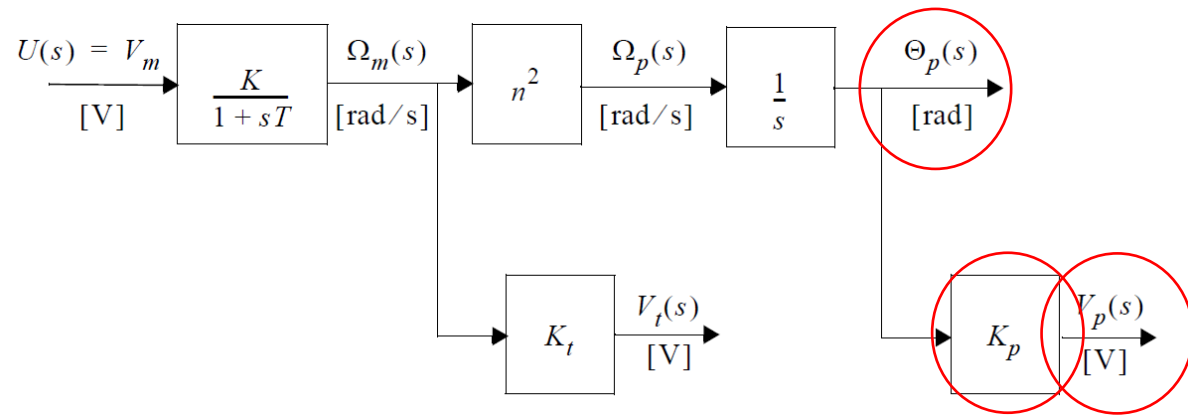 U(s) = V_m
[V]
K
1 + sT
Ω_m(s)
[rad/s]
n^2
Ω_p(s)
[rad/s]
1
s
Θ_p(s)
[rad]
K_t
V_t(s)
[V]
K_p
V_p(s)
[V]